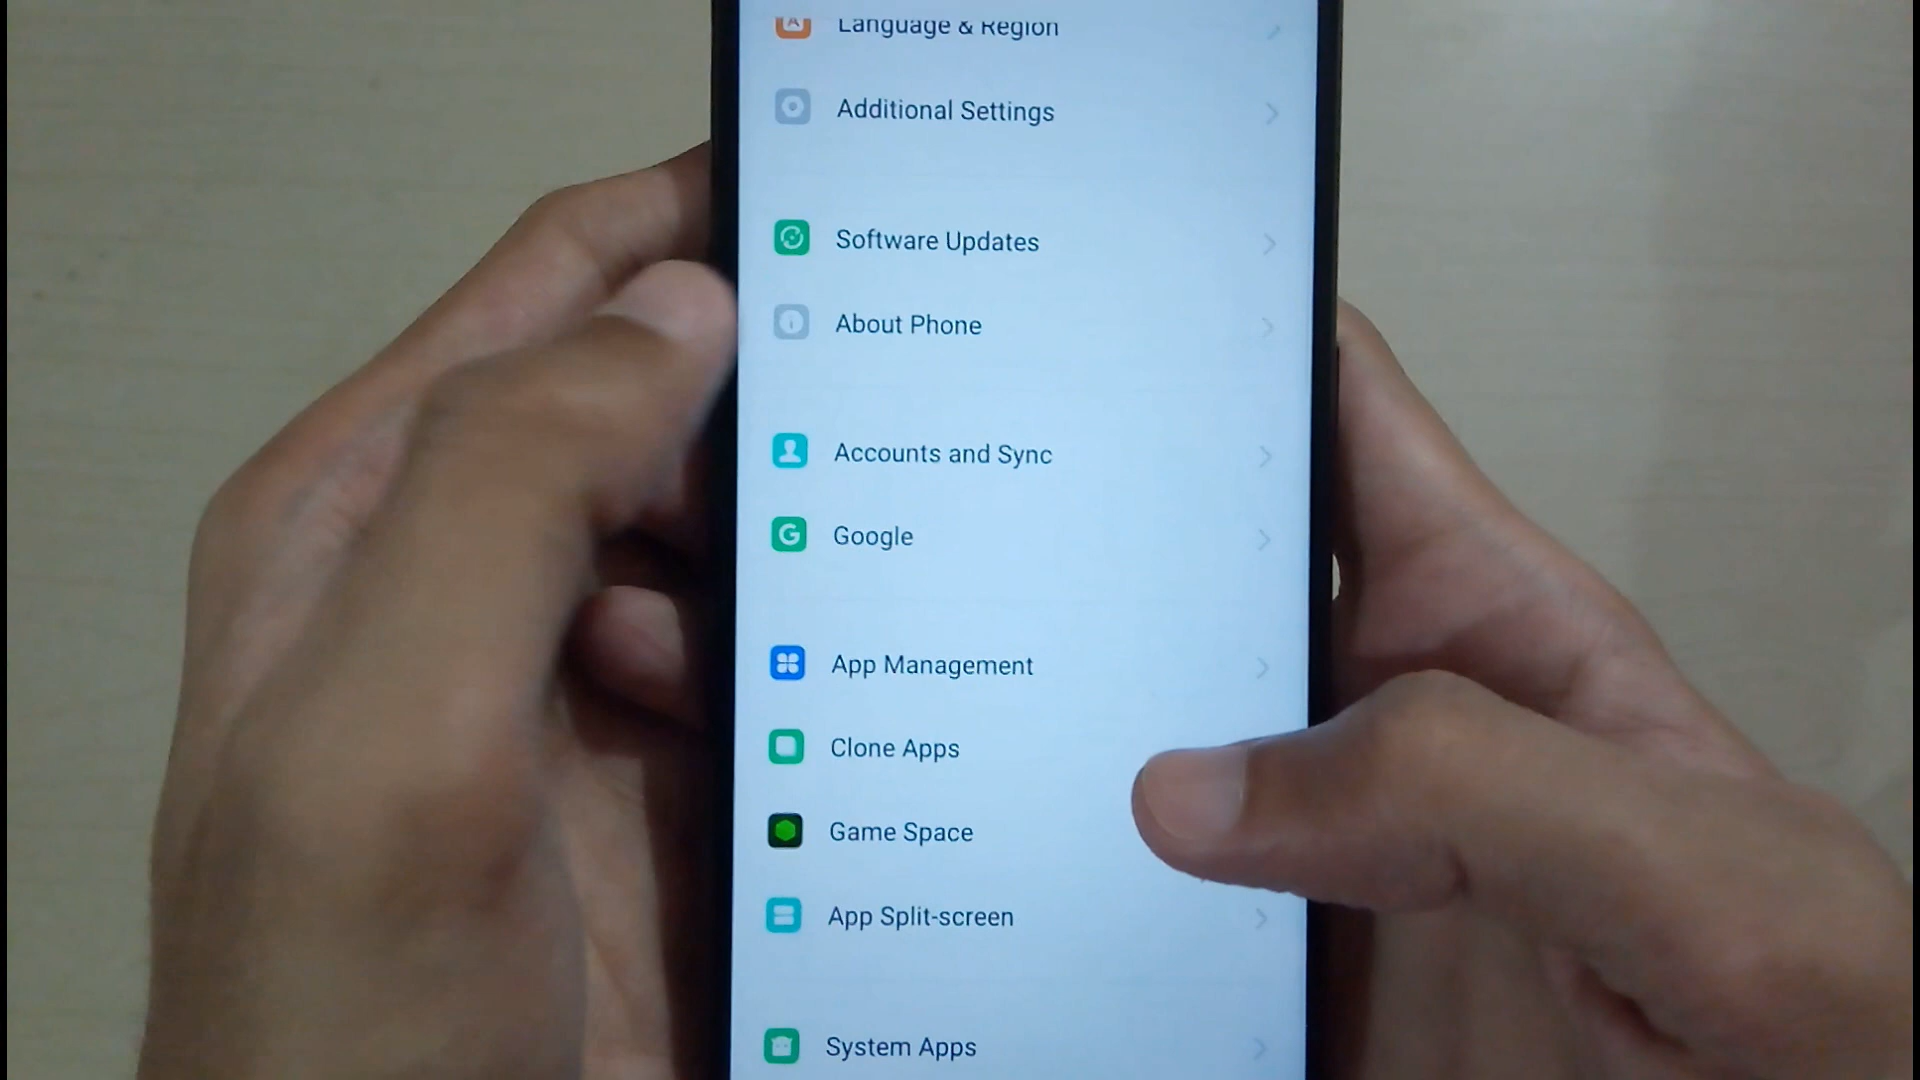 Language & Region
Additional Settings
Software Updates
About Phone
Accounts and Sync
Google
App Management
Clone Apps
Game Space
App Split-screen
System Apps